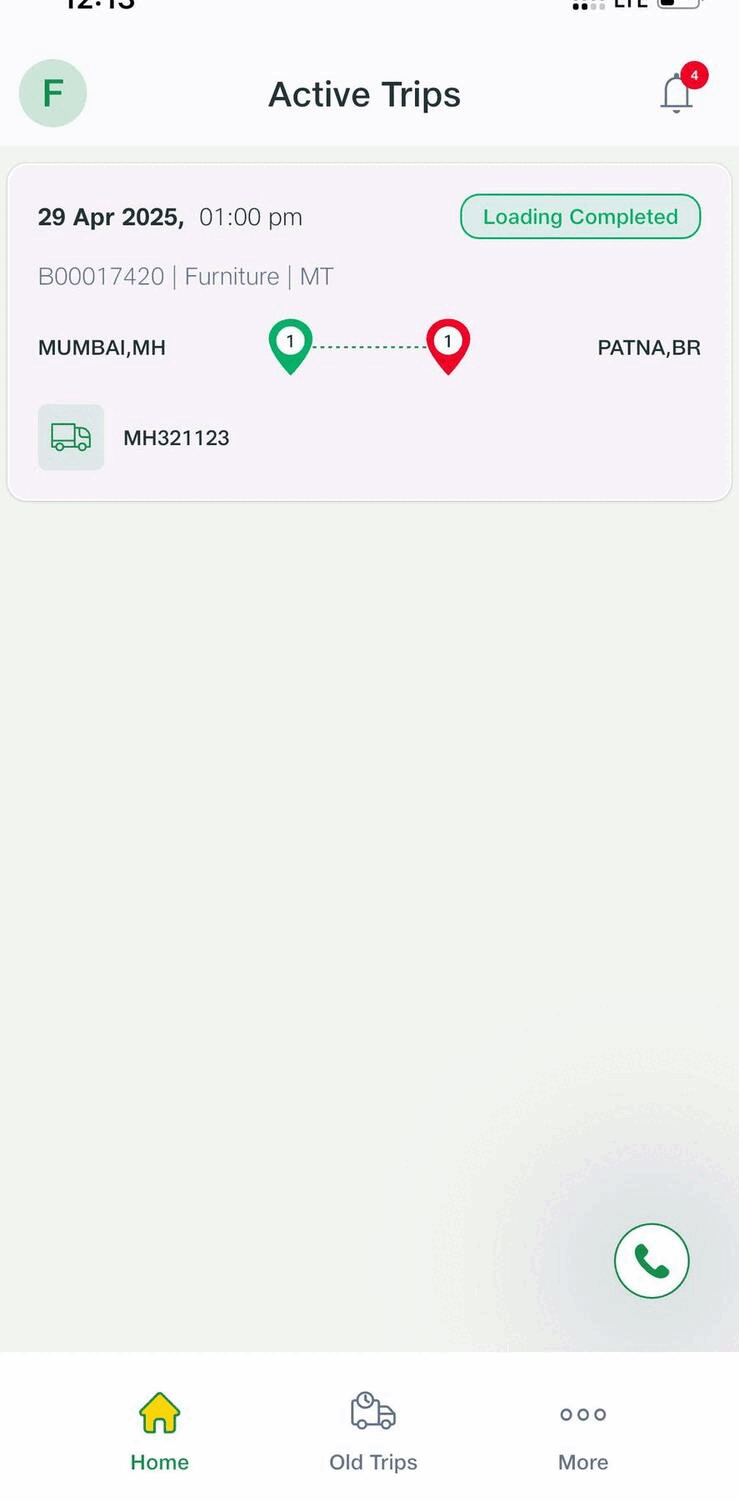 12:13 LTE
F Active Trips 4
29 Apr 2025, 01:00 pm Loading Completed
B00017420 | Furniture | MT
MUMBAI,MH 1 1 PATNA,BR
MH321123
Home Old Trips More